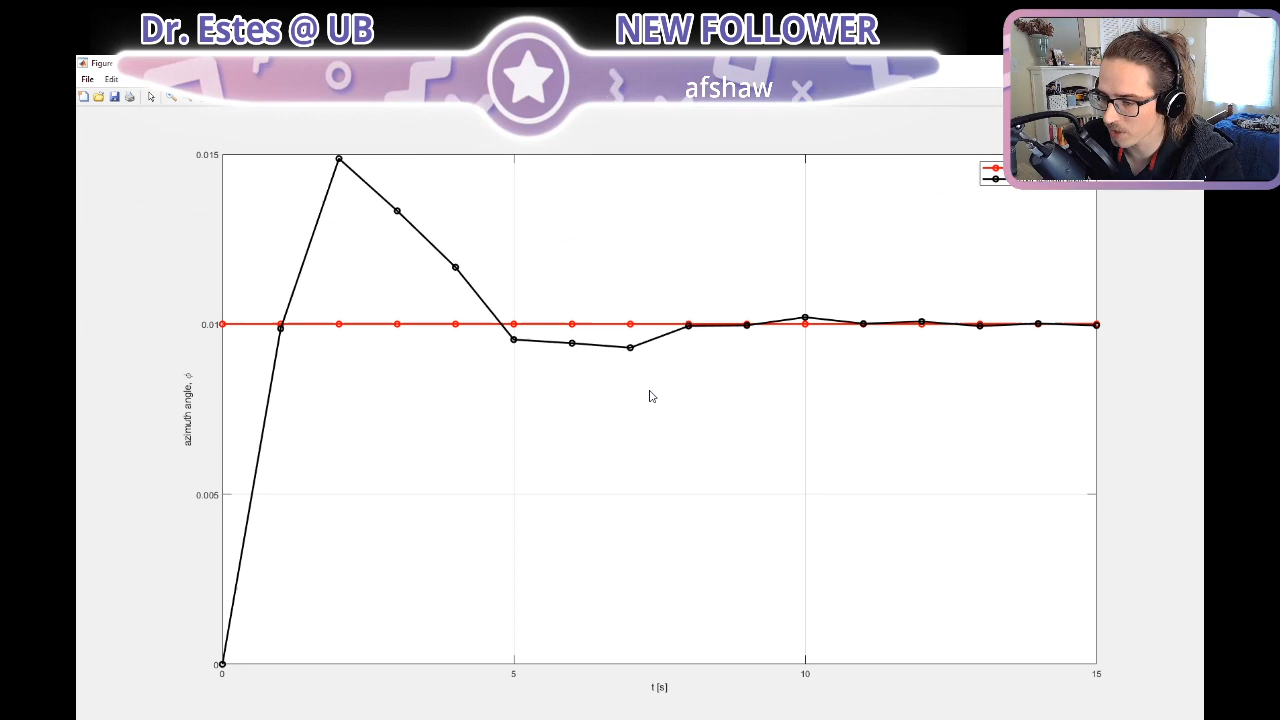 Dr. Estes @ UB
NEW FOLLOWER
afshaw
Figure
File Edit
0.015
0.01
0.005
0
azimuth angle, ϕ
0 5 10 15
t [s]